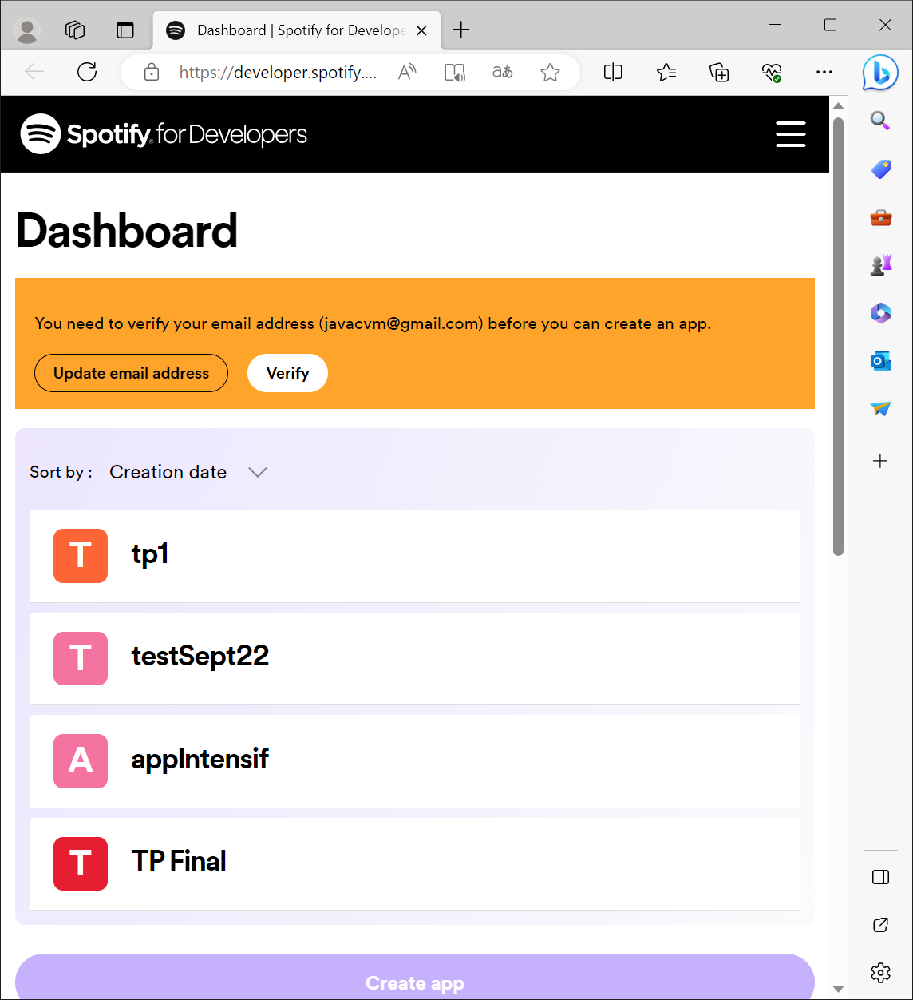 Dashboard | Spotify for Develope
https://developer.spotify....
Spotify for Developers
Dashboard
You need to verify your email address (javacvm@gmail.com) before you can create an app.
Update email address
Verify
Sort by :
Creation date
T
tp1
T
testSept22
A
appIntensif
T
TP Final
Create app